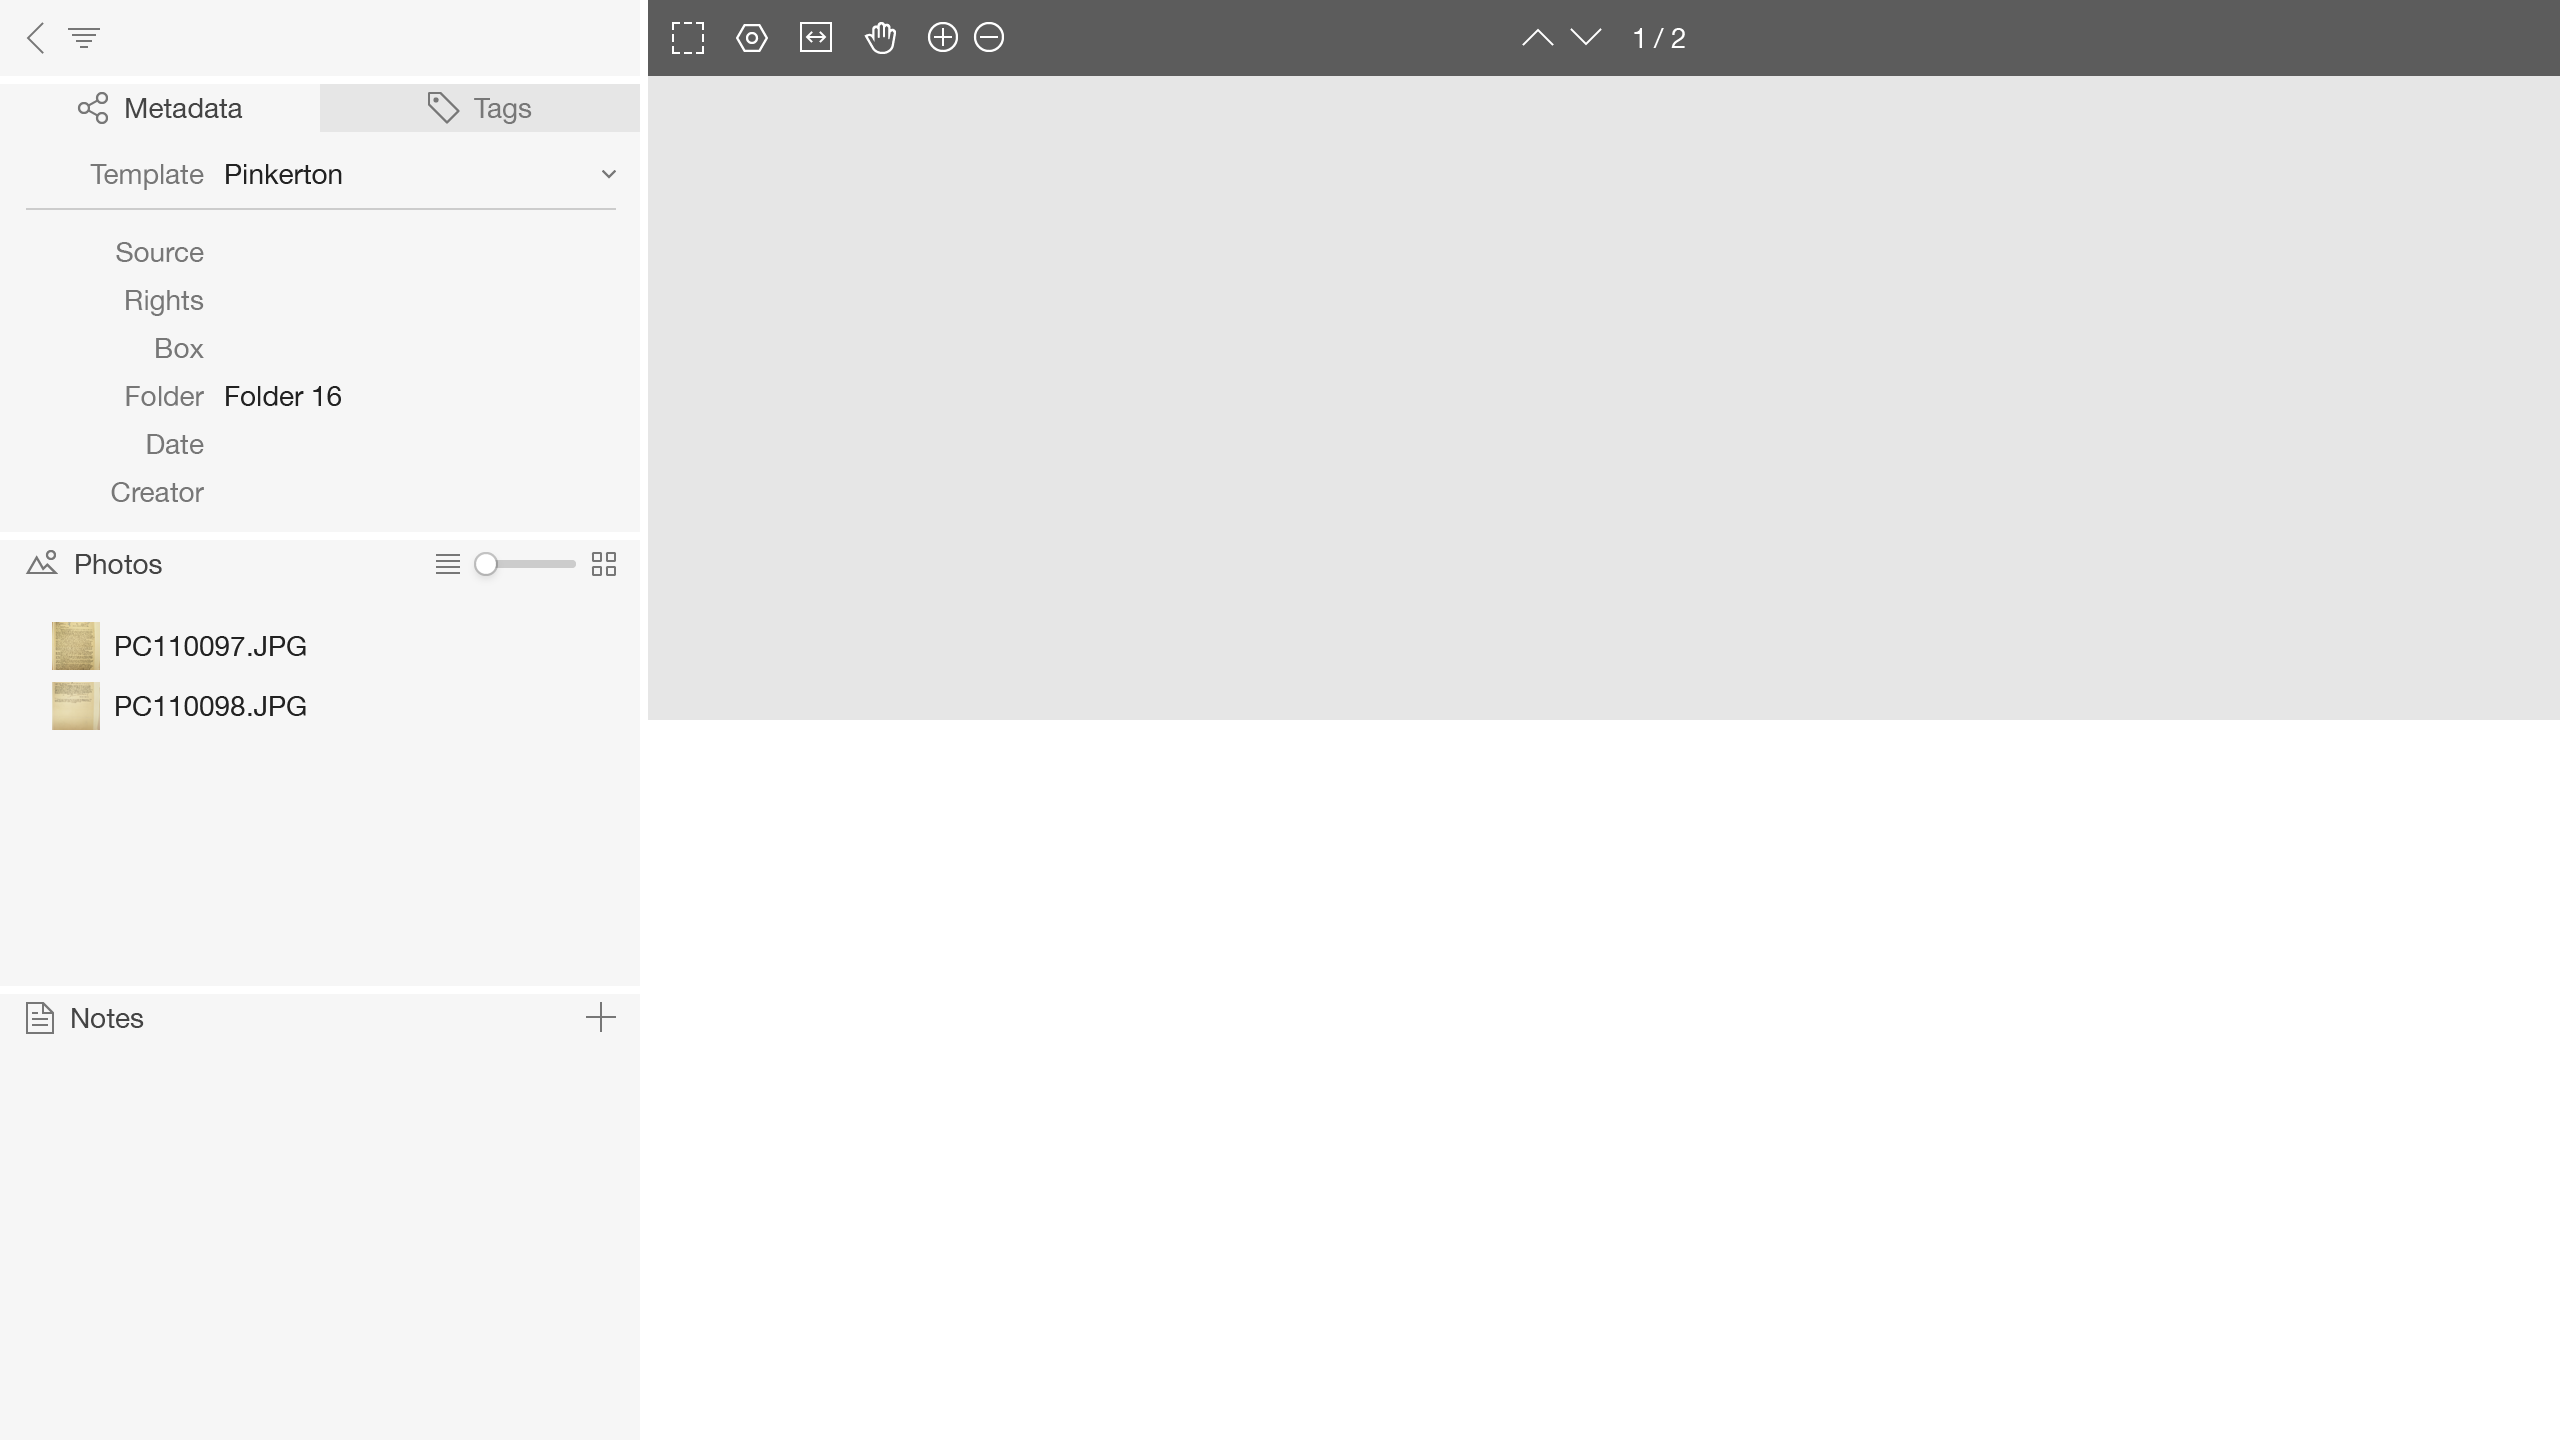 1 / 2
Metadata
Tags
Template Pinkerton
Source
Rights
Box
Folder Folder 16
Date
Creator
Photos
PC110097.JPG
PC110098.JPG
Notes